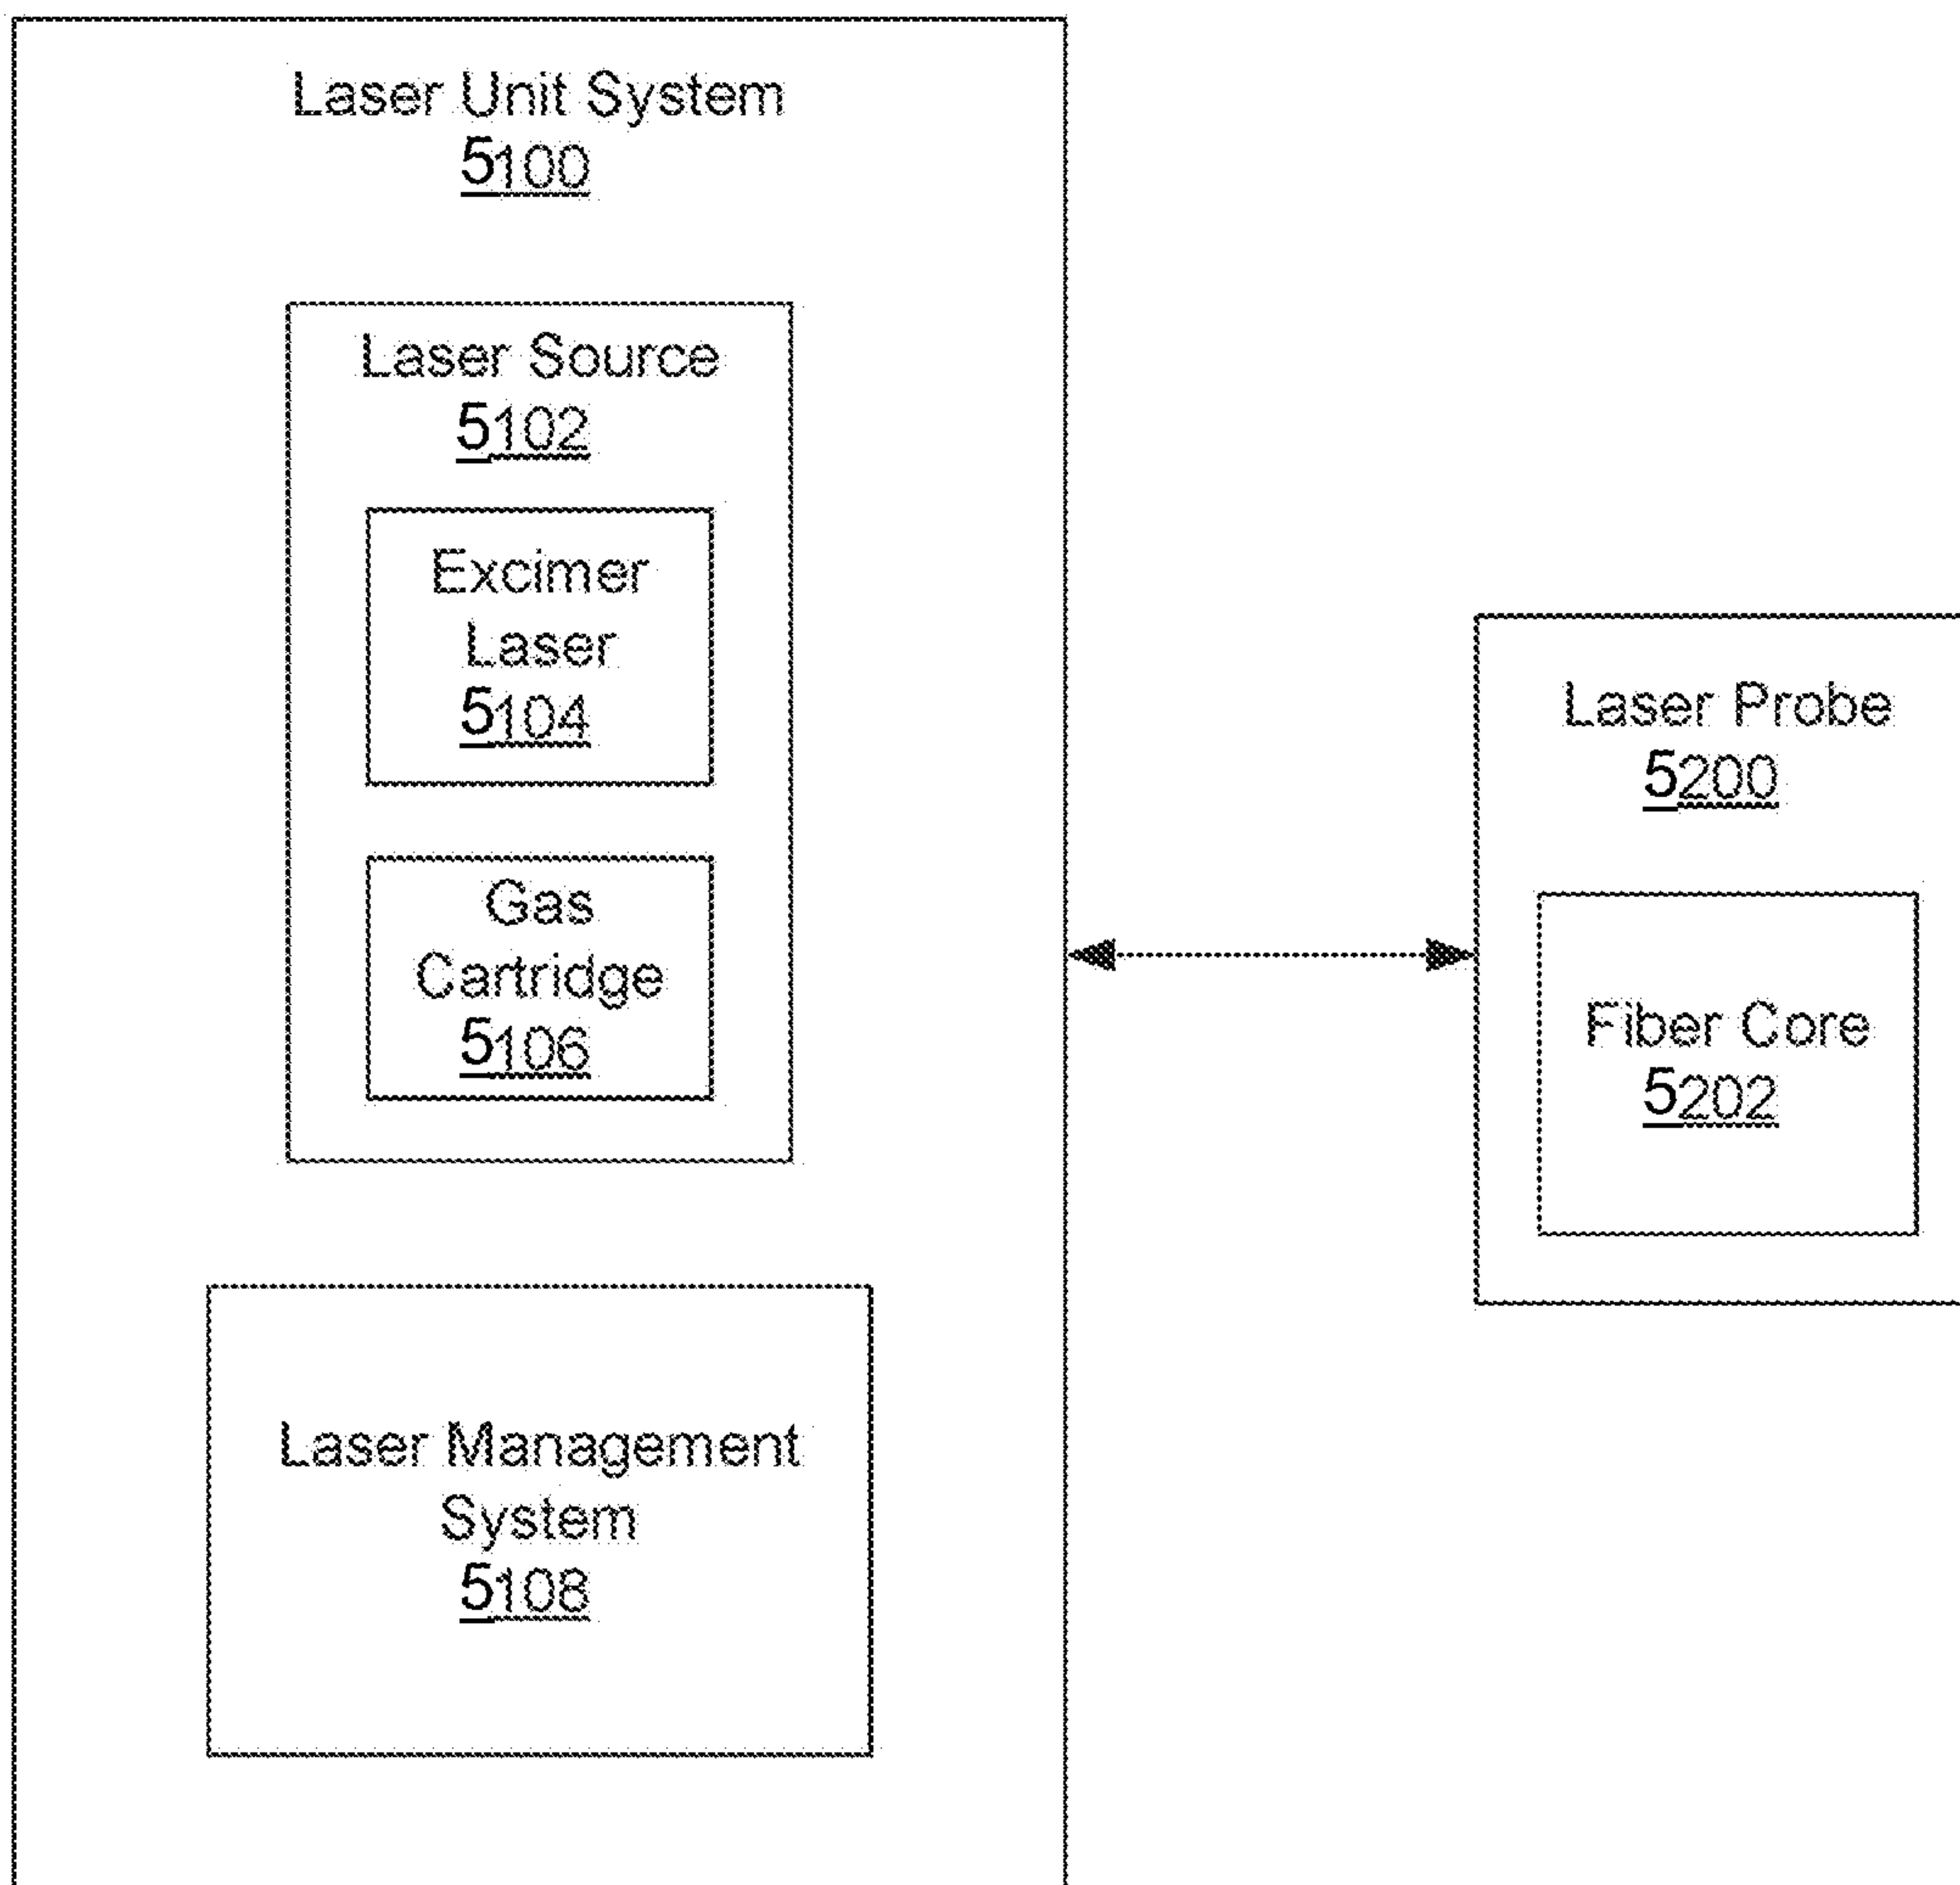 Laser Unit System
5100
Laser Source
5102
Excimer
Laser
5104
Gas
Cartridge
5106
Laser Management
System
5108
Laser Probe
5200
Fiber Core
5202